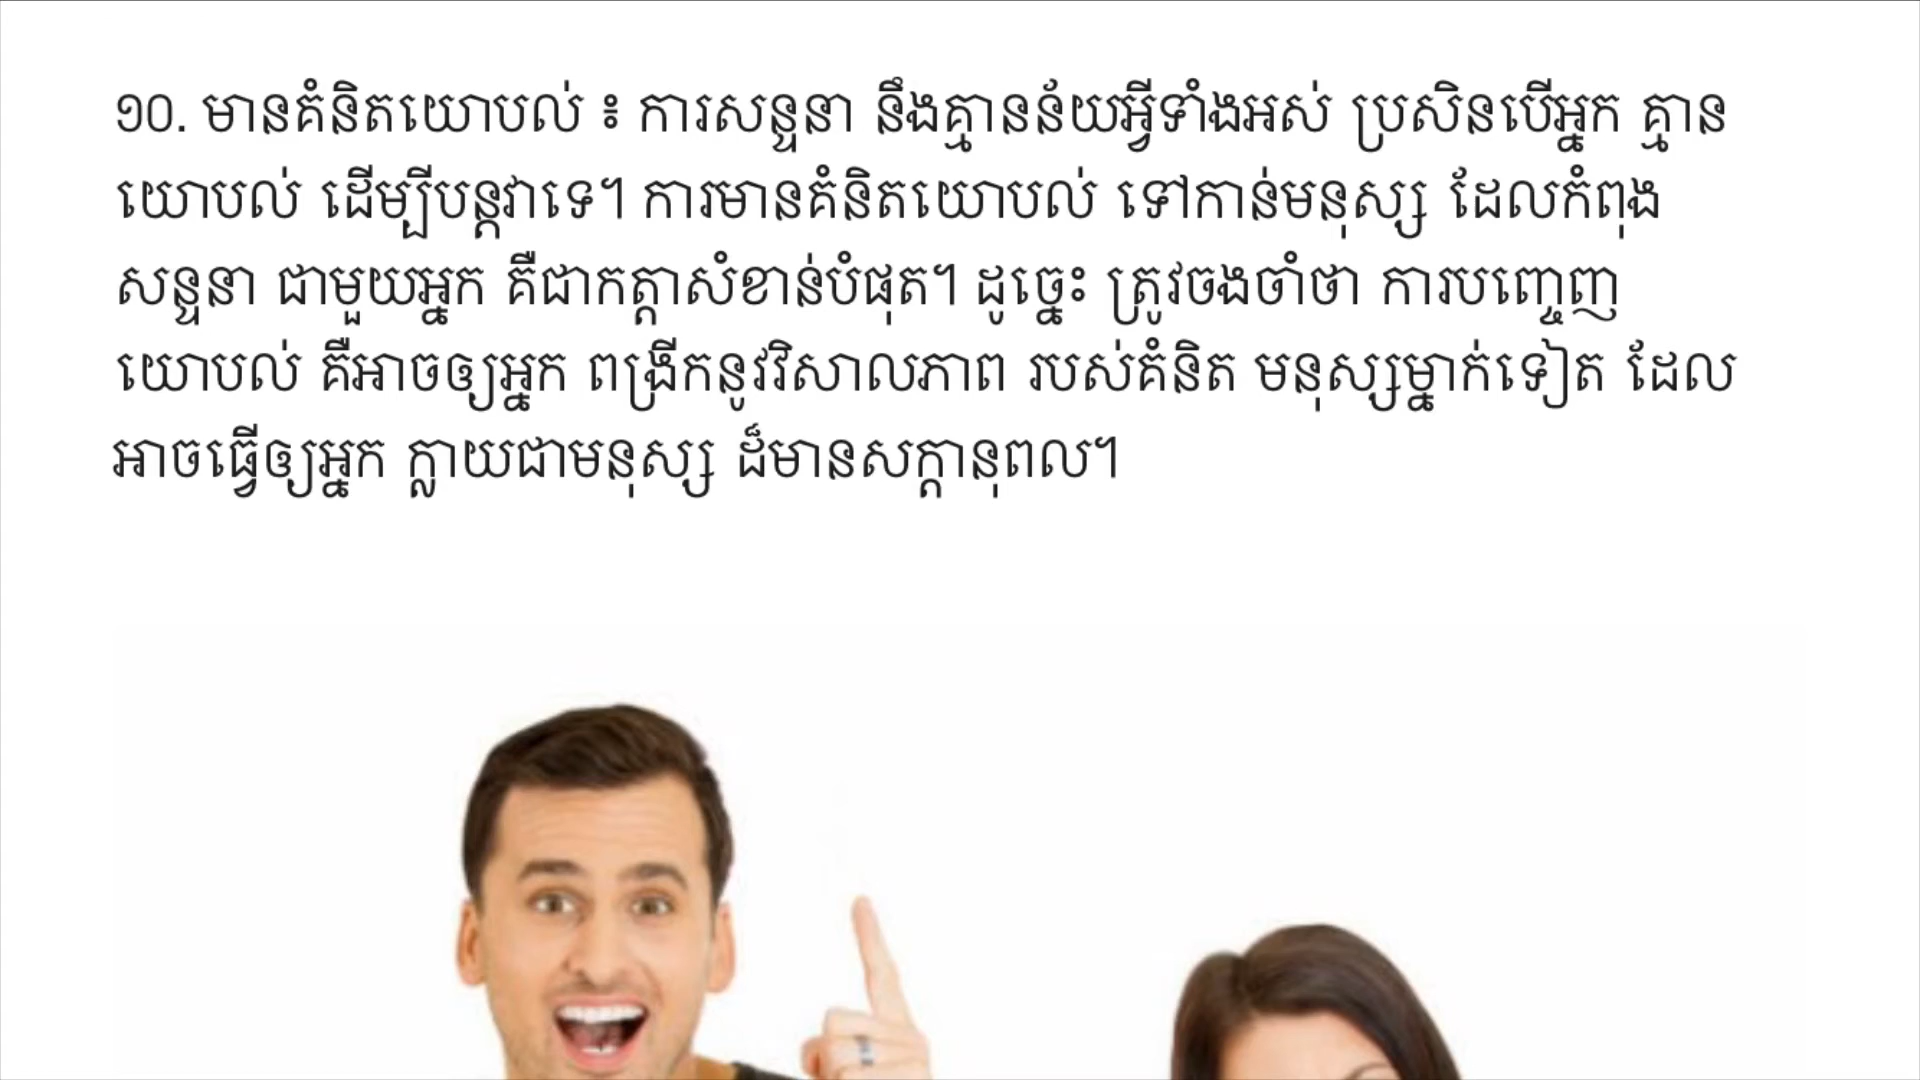 ១០. មានគំនិតយោបល់ ៖ ការសន្ទនា នឹងគ្មានន័យអ្វីទាំងអស់ ប្រសិនបើអ្នក គ្មាន
យោបល់ ដើម្បីបន្តវាទេ។ ការមានគំនិតយោបល់ ទៅកាន់មនុស្ស ដែលកំពុង
សន្ទនា ជាមួយអ្នក គឺជាកត្តាសំខាន់បំផុត។ ដូច្នេះ ត្រូវចងចាំថា ការបញ្ចេញ
យោបល់ គឺអាចឲ្យអ្នក ពង្រីកនូវវិសាលភាព របស់គំនិត មនុស្សម្នាក់ទៀត ដែល
អាចធ្វើឲ្យអ្នក ក្លាយជាមនុស្ស ដ៏មានសក្តានុពល។